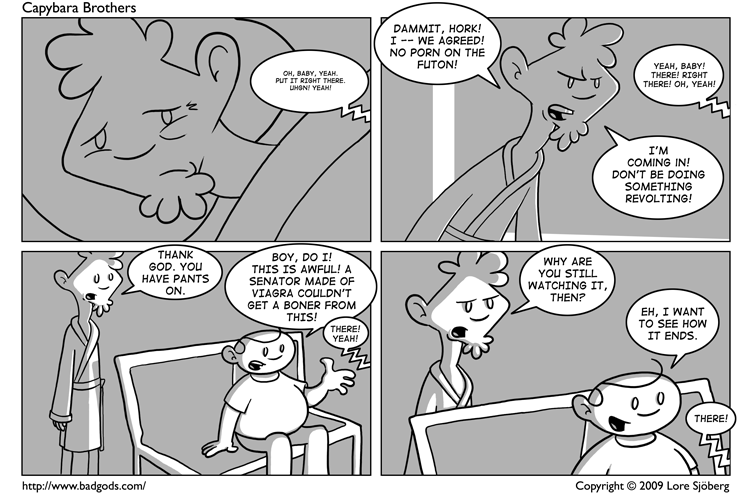 Capybara Brothers
OH, BABY, YEAH.
PUT IT RIGHT THERE.
UHGN! YEAH!
DAMMIT, HORK!
I -- WE AGREED!
NO PORN ON THE
FUTON!
YEAH, BABY!
THERE! RIGHT
THERE! OH, YEAH!
I'M
COMING IN!
DON'T BE DOING
SOMETHING
REVOLTING!
THANK
GOD. YOU
HAVE PANTS
ON.
BOY, DO I!
THIS IS AWFUL! A
SENATOR MADE OF
VIAGRA COULDN'T
GET A BONER FROM
THIS!
THERE!
YEAH!
WHY ARE
YOU STILL
WATCHING IT,
THEN?
EH, I WANT
TO SEE HOW
IT ENDS.
THERE!
http://www.badgods.com/
Copyright © 2009 Lore Sjöberg